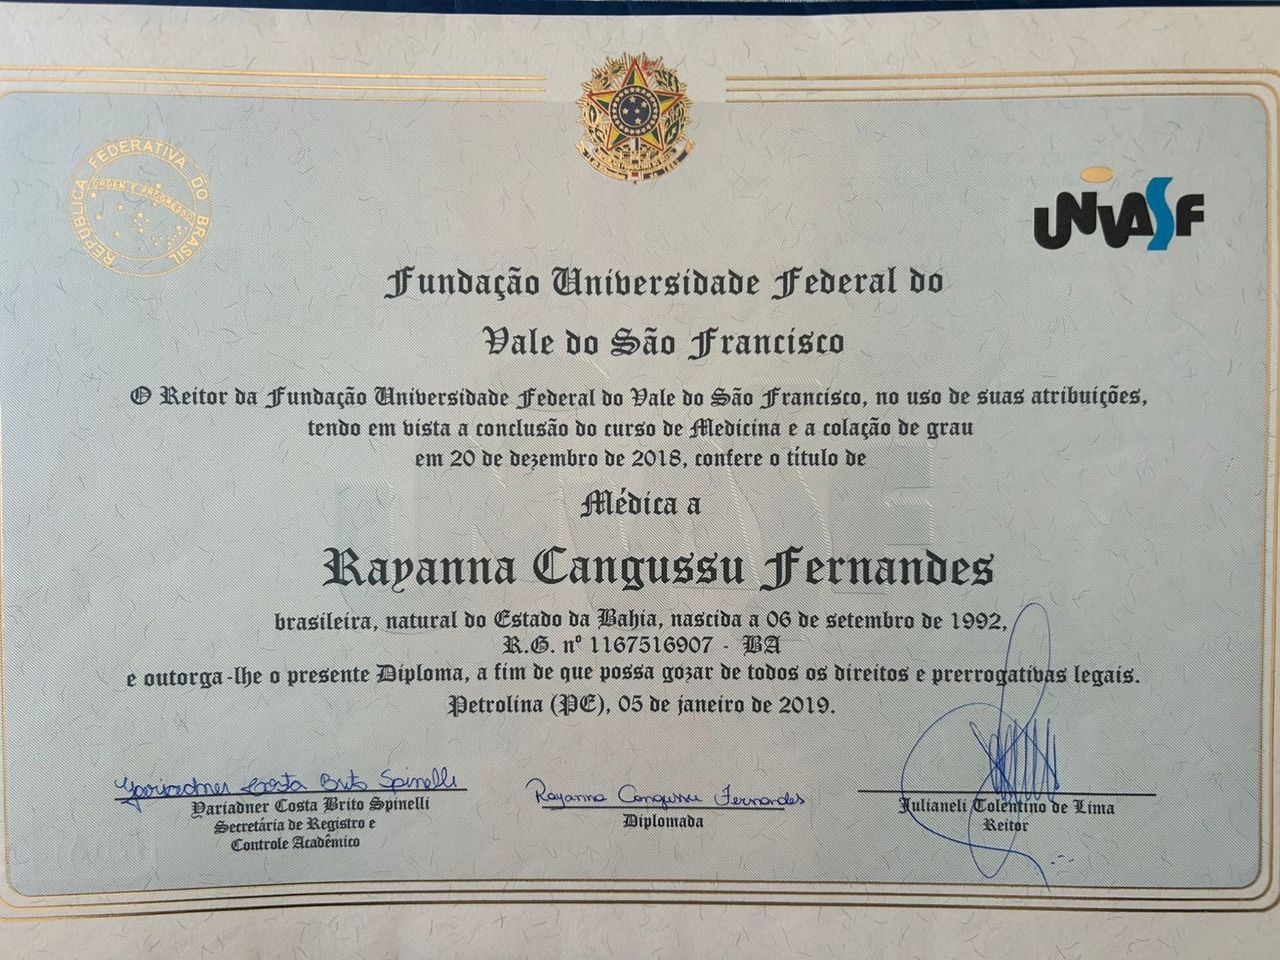 REPÚBLICA FEDERATIVA DO BRASIL
ORDEM E PROGRESSO
UNIVASF
Fundação Universidade Federal do
Vale do São Francisco
O Reitor da Fundação Universidade Federal do Vale do São Francisco, no uso de suas atribuições,
tendo em vista a conclusão do curso de Medicina e a colação de grau
em 20 de dezembro de 2018, confere o título de
Médica a
Rayanna Cangussu Fernandes
brasileira, natural do Estado da Bahia, nascida a 06 de setembro de 1992,
R.G. nº 1167516907 - BA
e outorga-lhe o presente Diploma, a fim de que possa gozar de todos os direitos e prerrogativas legais.
Petrolina (PE), 05 de janeiro de 2019.
Yariadner Costa Brito Spinelli
Yariadner Costa Brito Spinelli
Secretária de Registro e
Controle Acadêmico
Rayanna Cangussu Fernandes
Diplomada
Julianeli Tolentino de Lima
Reitor